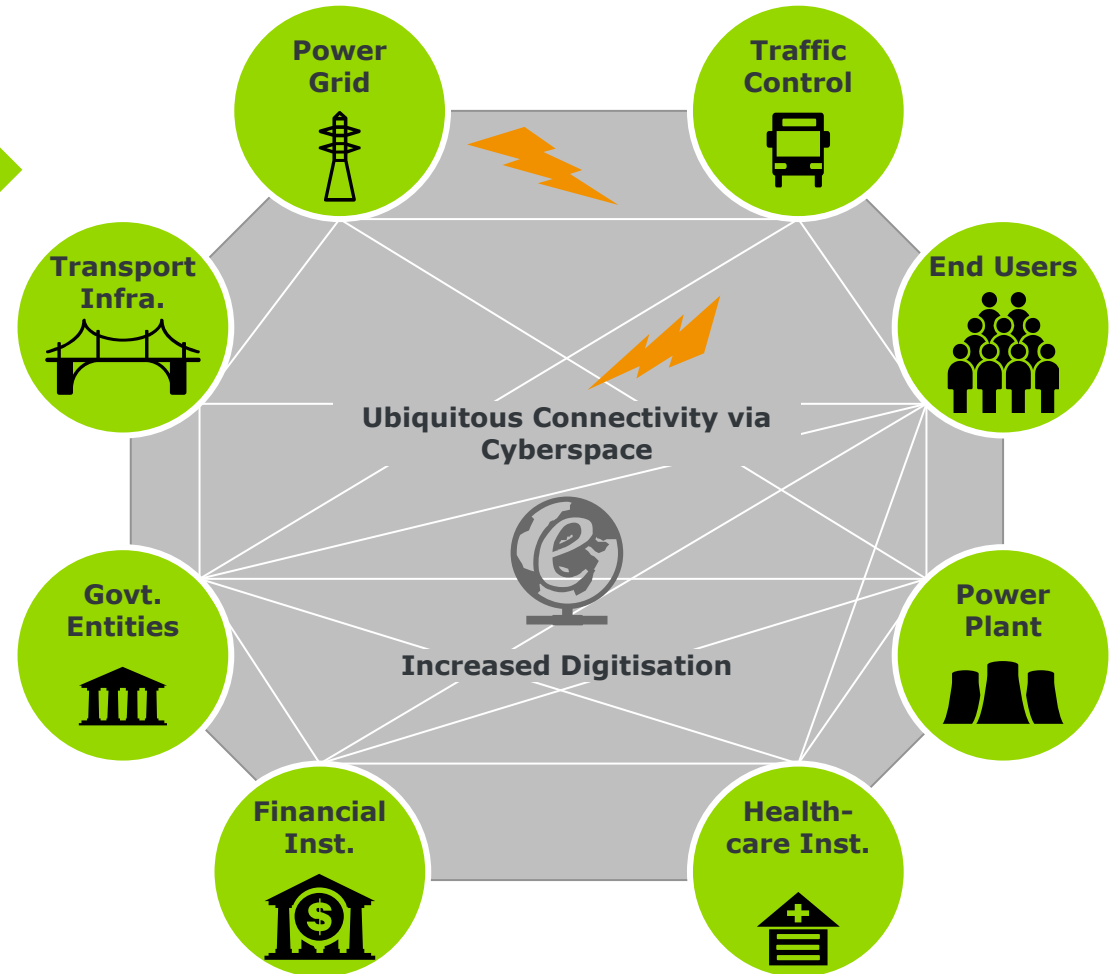 Power
Grid
Traffic
Control
Transport
Infra.
End Users
Ubiquitous Connectivity via
Cyberspace
e
Increased Digitisation
Govt.
Entities
Power
Plant
Financial
Inst.
$
Health-
care Inst.